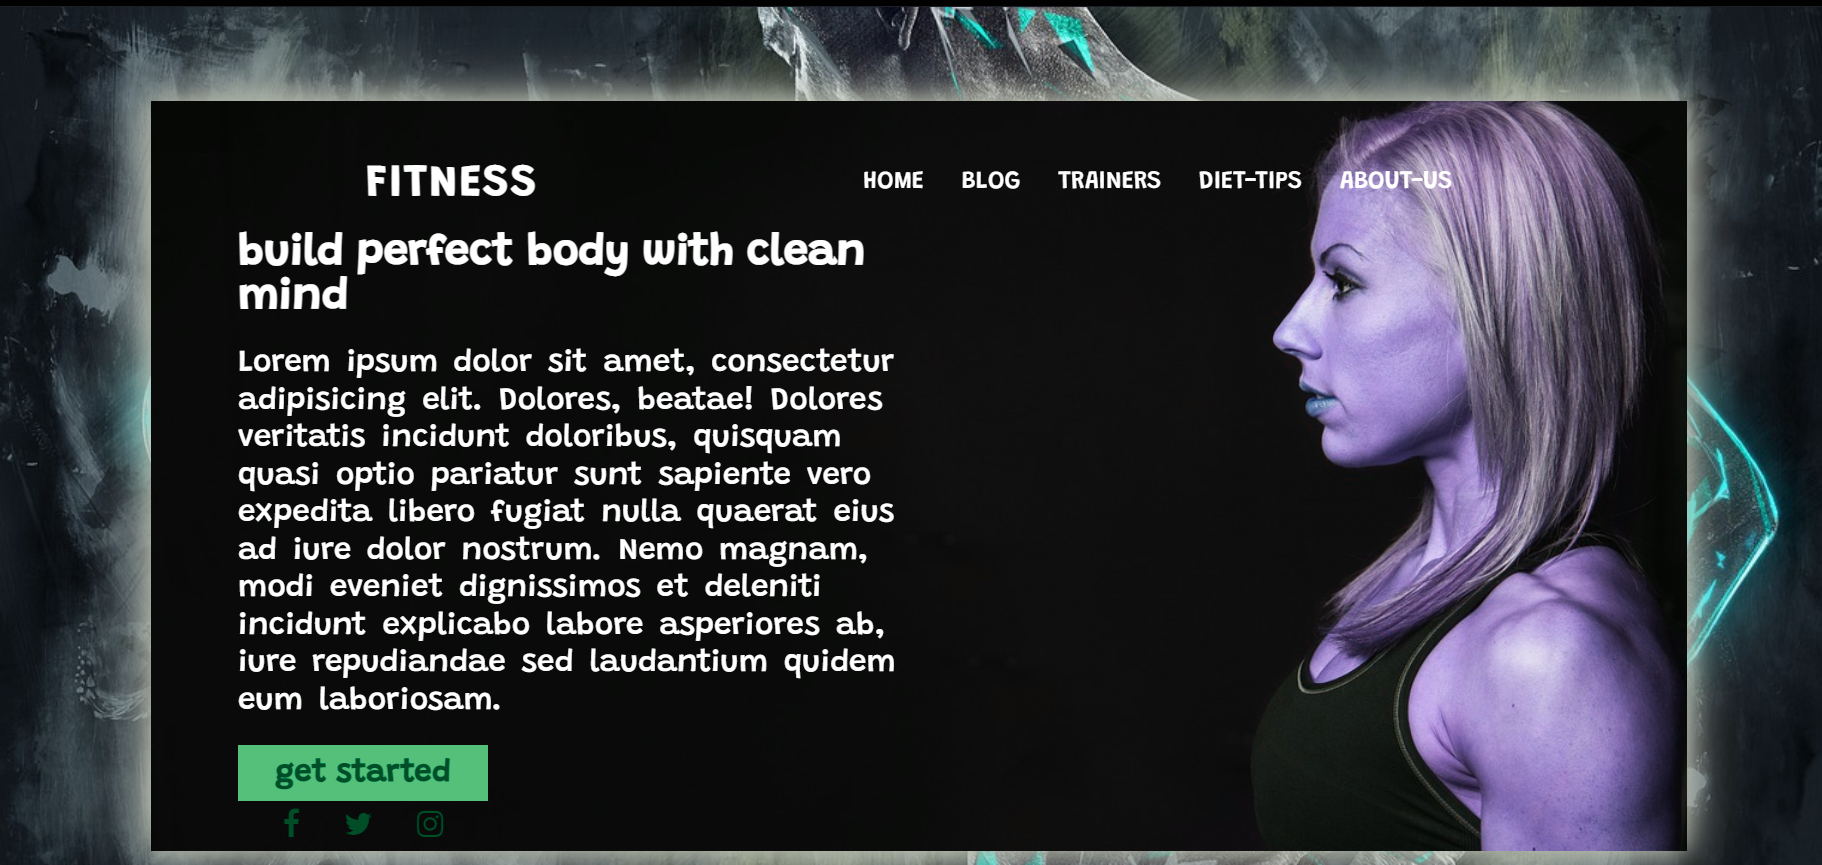 FITNESS
HOME BLOG TRAINERS DIET-TIPS ABOUT-US
build perfect body with clean
mind
Lorem ipsum dolor sit amet, consectetur
adipisicing elit. Dolores, beatae! Dolores
veritatis incidunt doloribus, quisquam
quasi optio pariatur sunt sapiente vero
expedita libero fugiat nulla quaerat eius
ad iure dolor nostrum. Nemo magnam,
modi eveniet dignissimos et deleniti
incidunt explicabo labore asperiores ab,
iure repudiandae sed laudantium quidem
eum laboriosam.
get started